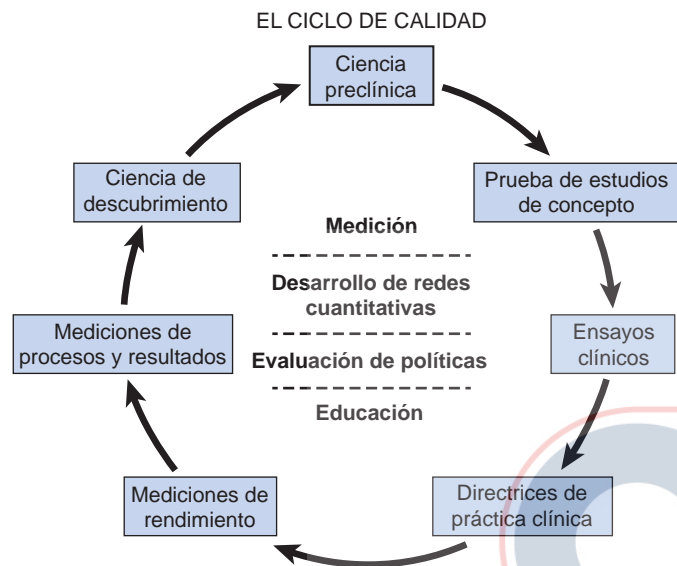 EL CICLO DE CALIDAD
Ciencia
preclínica
Prueba de estudios
de concepto
Ensayos
clínicos
Directrices de
práctica clínica
Mediciones de
rendimiento
Mediciones de
procesos y resultados
Ciencia de
descubrimiento
Medición
Desarrollo de redes
cuantitativas
Evaluación de políticas
Educación